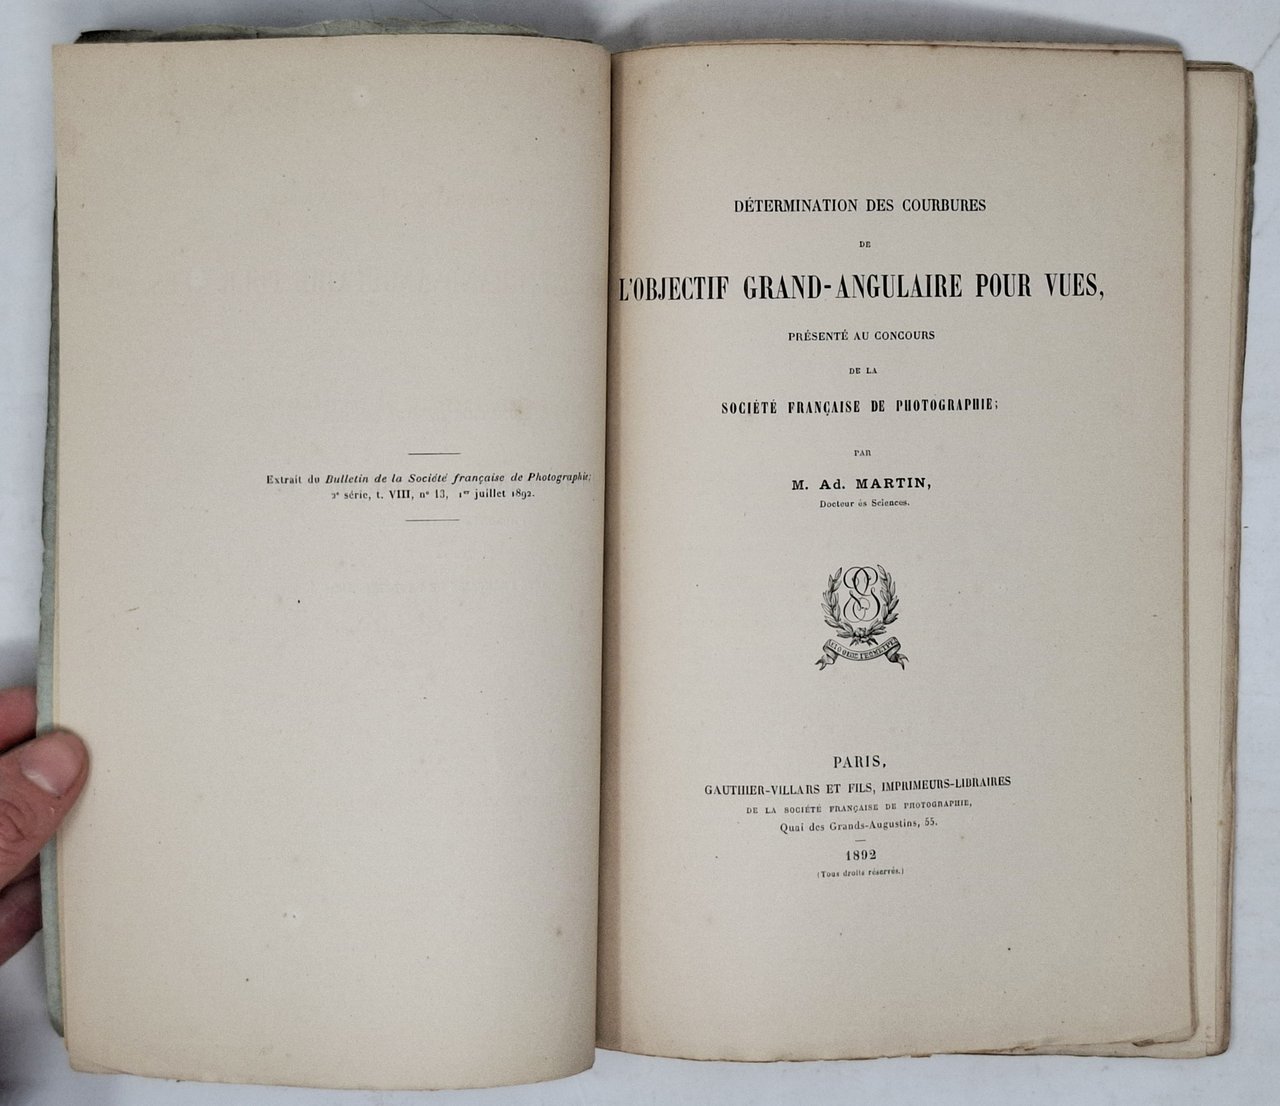 Extrait du Bulletin de la Société française de Photographie;
2e série, t. VIII, n° 13, 1er juillet 1892.
DÉTERMINATION DES COURBURES
DE
L'OBJECTIF GRAND-ANGULAIRE POUR VUES,
PRÉSENTÉ AU CONCOURS
DE LA
SOCIÉTÉ FRANÇAISE DE PHOTOGRAPHIE;
PAR
M. Ad. MARTIN,
Docteur ès Sciences.
PARIS,
GAUTHIER-VILLARS ET FILS, IMPRIMEURS-LIBRAIRES
DE LA SOCIÉTÉ FRANÇAISE DE PHOTOGRAPHIE,
Quai des Grands-Augustins, 55.
1892
(Tous droits réservés.)